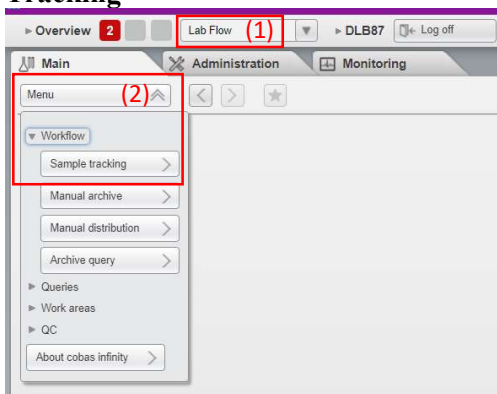 Tracking
Overview 2 Lab Flow (1) DLB87 Log off
Main Administration Monitoring
Menu (2)
Workflow
Sample tracking
Manual archive
Manual distribution
Archive query
Queries
Work areas
QC
About cobas infinity